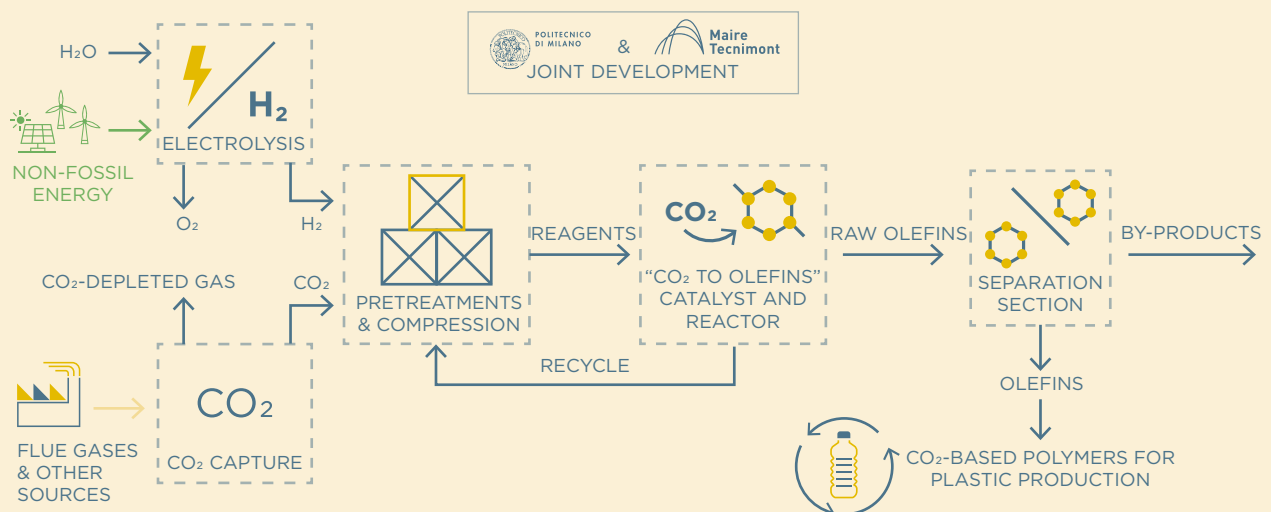 POLITECNICO
DI MILANO
&
Maire
Tecnimont
JOINT DEVELOPMENT
H₂O
H₂
ELECTROLYSIS
NON-FOSSIL
ENERGY
O₂
H₂
CO₂-DEPLETED GAS
CO₂
PRETREATMENTS
& COMPRESSION
REAGENTS
CO₂
“CO₂ TO OLEFINS”
CATALYST AND
REACTOR
RAW OLEFINS
SEPARATION
SECTION
BY-PRODUCTS
RECYCLE
OLEFINS
CO₂
CO₂ CAPTURE
FLUE GASES
& OTHER
SOURCES
CO₂-BASED POLYMERS FOR
PLASTIC PRODUCTION